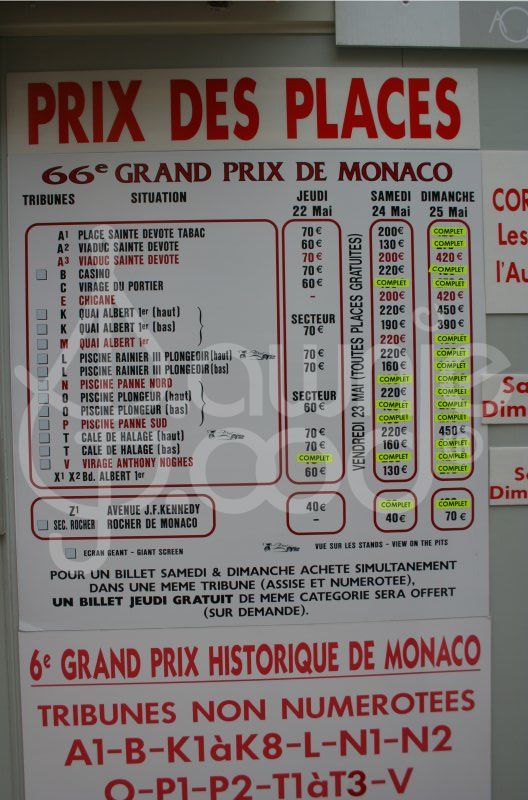 PRIX DES PLACES
66e GRAND PRIX DE MONACO
TRIBUNES SITUATION JEUDI 22 Mai SAMEDI 24 Mai DIMANCHE 25 Mai
A1 PLACE SAINTE DEVOTE TABAC 70€ 200€ COMPLET
A2 VIADUC SAINTE DEVOTE 60€ 130€ COMPLET
A3 VIADUC SAINTE DEVOTE 70€ 200€ 420€
B CASINO 70€ 220€ COMPLET
C VIRAGE DU PORTIER 60€ COMPLET COMPLET
E CHICANE - 200€ 420€
K QUAI ALBERT 1er (haut) 220€ 450€
SECTEUR
K QUAI ALBERT 1er (bas) 70€ 190€ 390€
M QUAI ALBERT 1er 220€ COMPLET
L PISCINE RAINIER III PLONGEOIR (haut) 70€ 220€ COMPLET
L PISCINE RAINIER III PLONGEOIR (bas) 70€ 160€ COMPLET
N PISCINE PANNE NORD COMPLET COMPLET
O PISCINE PLONGEUR (haut) SECTEUR 220€ COMPLET
O PISCINE PLONGEUR (bas) 60€ COMPLET COMPLET
P PISCINE PANNE SUD COMPLET COMPLET
T CALE DE HALAGE (haut) 70€ 220€ 450€
T CALE DE HALAGE (bas) 70€ 160€ COMPLET
V VIRAGE ANTHONY NOGHES COMPLET COMPLET COMPLET
X1 X2 Bd. ALBERT 1er 60€ 130€ COMPLET
VENDREDI 23 MAI (TOUTES PLACES GRATUITES)
Z1 AVENUE J.F.KENNEDY 40€ COMPLET COMPLET
SEC. ROCHER ROCHER DE MONACO - 40€ 70€
ECRAN GEANT - GIANT SCREEN VUE SUR LES STANDS - VIEW ON THE PITS
POUR UN BILLET SAMEDI & DIMANCHE ACHETE SIMULTANEMENT
DANS UNE MEME TRIBUNE (ASSISE ET NUMEROTEE),
UN BILLET JEUDI GRATUIT DE MEME CATEGORIE SERA OFFERT
(SUR DEMANDE).
6e GRAND PRIX HISTORIQUE DE MONACO
TRIBUNES NON NUMEROTEES
A1-B-K1àK8-L-N1-N2
O-P1-P2-T1àT3-V
COR
Les
l'Au
Sa
Dim
S
Dim